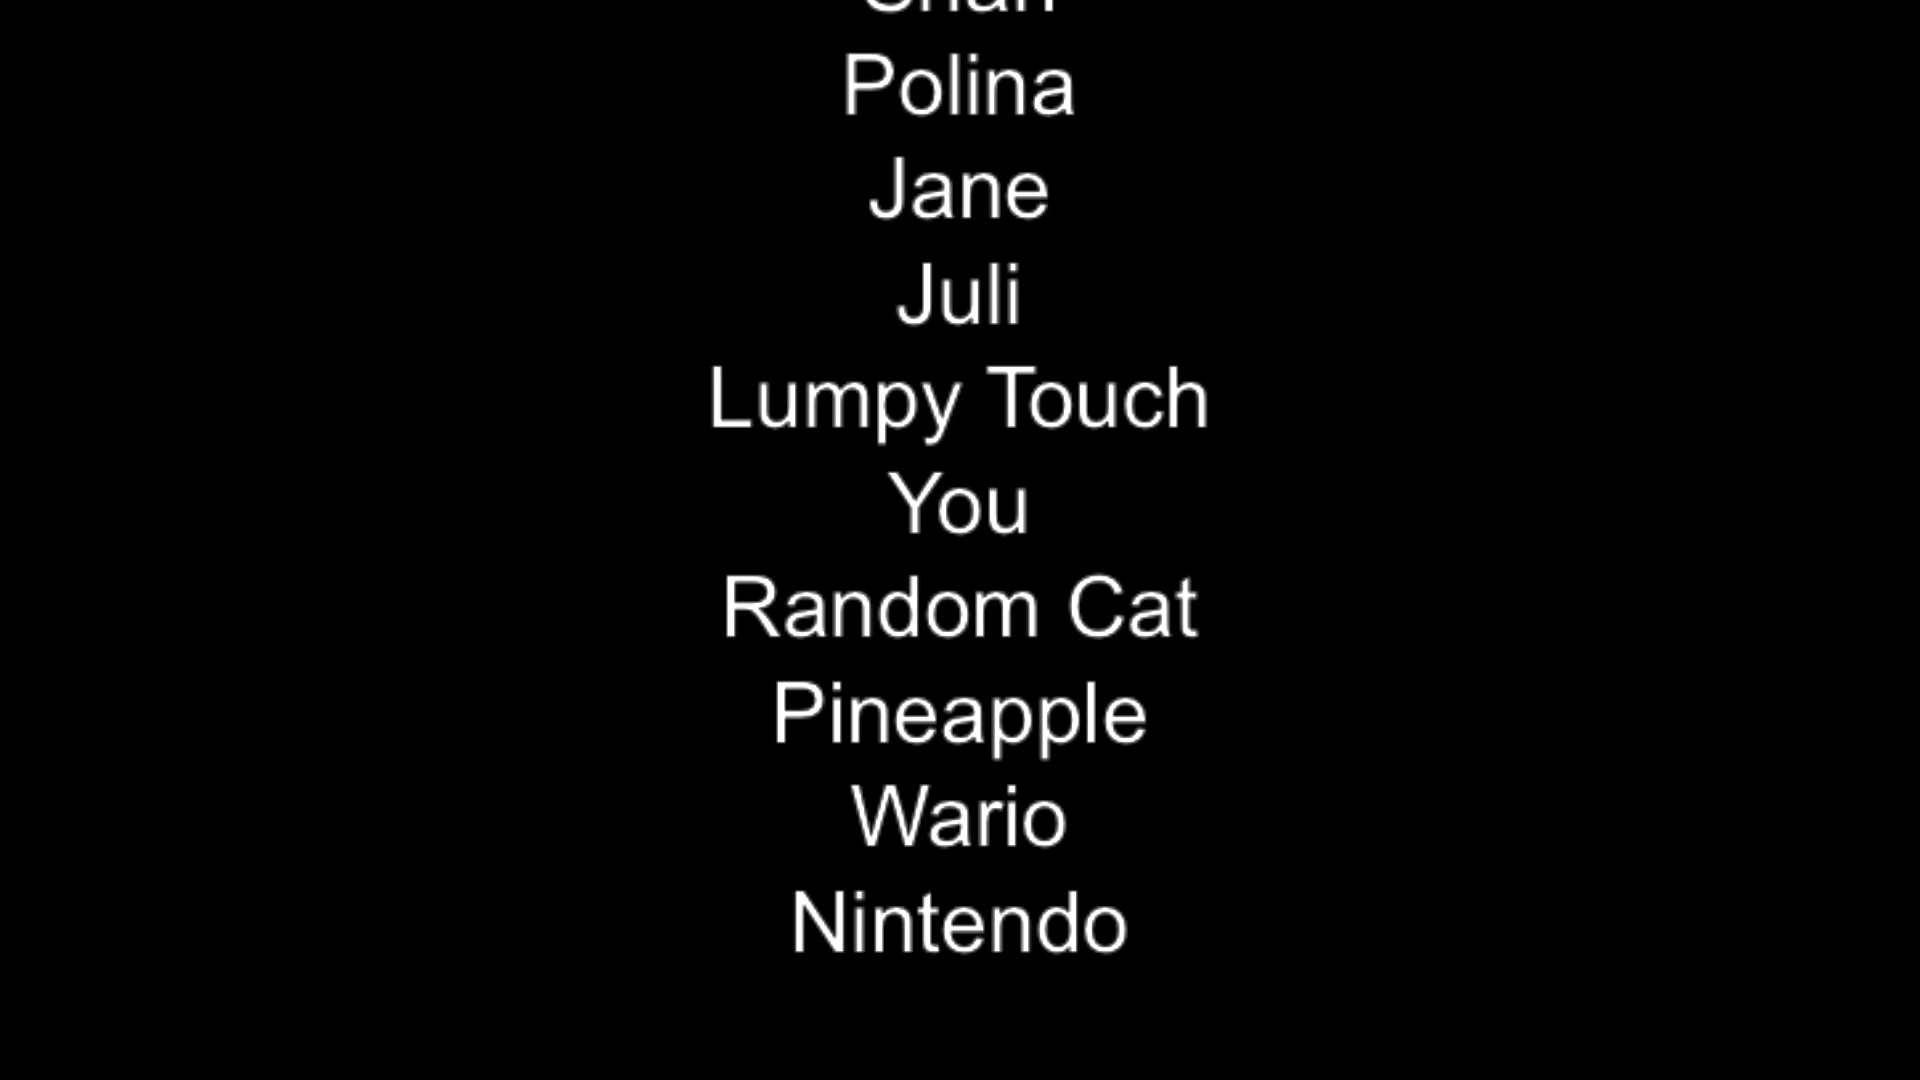 Polina
Jane
Juli
Lumpy Touch
You
Random Cat
Pineapple
Wario
Nintendo